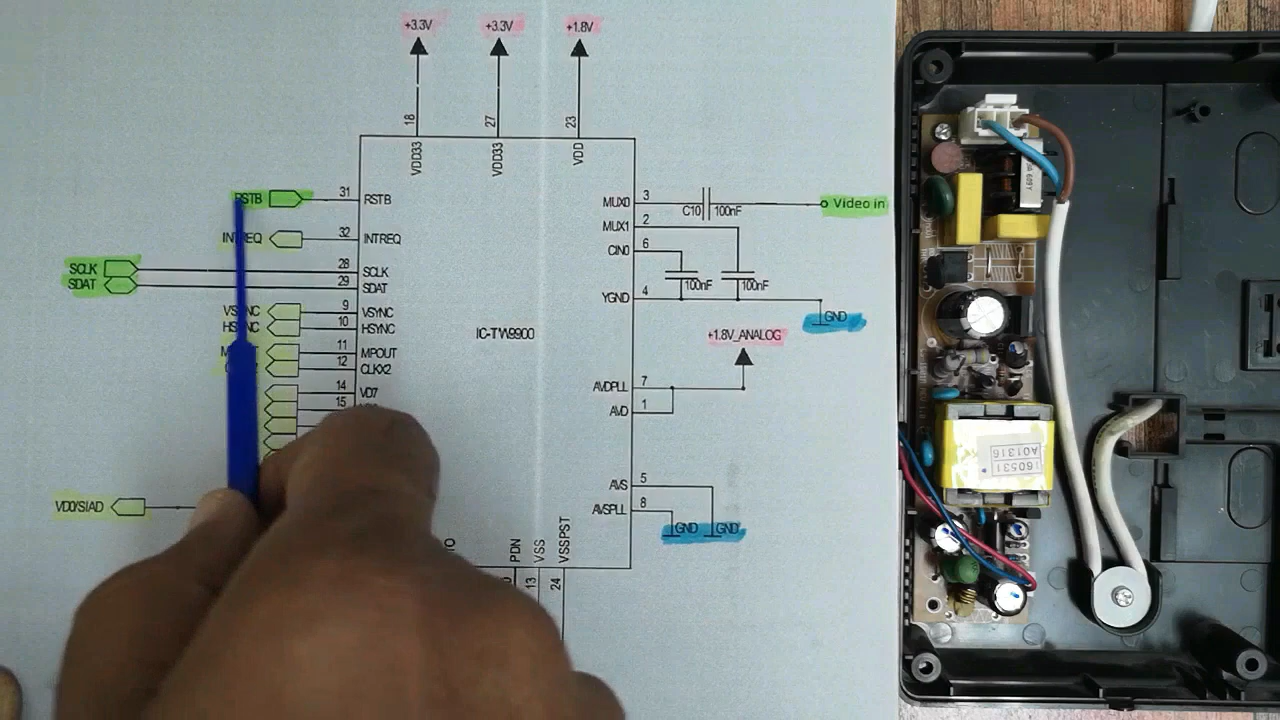 +3.3V
+3.3V
+1.8V
18
27
23
VDD33
VDD33
VDD
RSTB
31
RSTB
32
INTREQ
SCLK
28
SCLK
SDAT
29
SDAT
9
VSYNC
10
HSYNC
11
MPOUT
12
CLKX2
14
VD7
15
VD0/SIAD
IC-TW9900
MUX0
3
C10
100nF
Video in
MUX1
2
CIN0
6
100nF
100nF
YGND
4
GND
+1.8V_ANALOG
AVDPLL
7
AVD
1
AVS
5
AVSPLL
8
GND
GND
PDN
VSS
VSSPST
13
24
160531
A01316